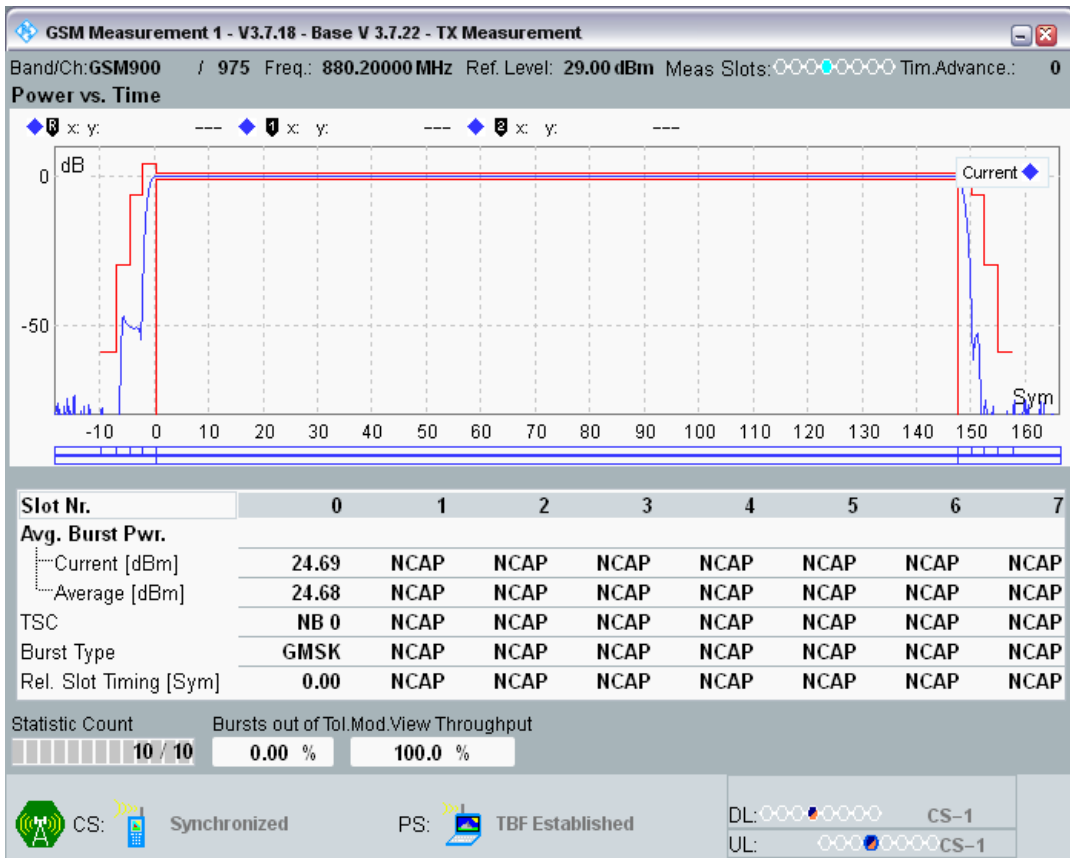 GSM Measurement 1 - V3.7.18 - Base V 3.7.22 - TX Measurement
Band/Ch:GSM900 / 975 Freq.: 880.20000 MHz Ref. Level: 29.00 dBm Meas Slots: Tim.Advance.: 0
Power vs. Time
R x: y: --- 1 x: y: --- 2 x: y: ---
dB
Current
0
-50
Sym
-10 0 10 20 30 40 50 60 70 80 90 100 110 120 130 140 150 160
Slot Nr. 0 1 2 3 4 5 6 7
Avg. Burst Pwr.
Current [dBm] 24.69 NCAP NCAP NCAP NCAP NCAP NCAP NCAP
Average [dBm] 24.68 NCAP NCAP NCAP NCAP NCAP NCAP NCAP
TSC NB 0 NCAP NCAP NCAP NCAP NCAP NCAP NCAP
Burst Type GMSK NCAP NCAP NCAP NCAP NCAP NCAP NCAP
Rel. Slot Timing [Sym] 0.00 NCAP NCAP NCAP NCAP NCAP NCAP NCAP
Statistic Count Bursts out of Tol.Mod.View Throughput
10 / 10 0.00 % 100.0 %
CS: Synchronized PS: TBF Established
DL: CS-1
UL: CS-1